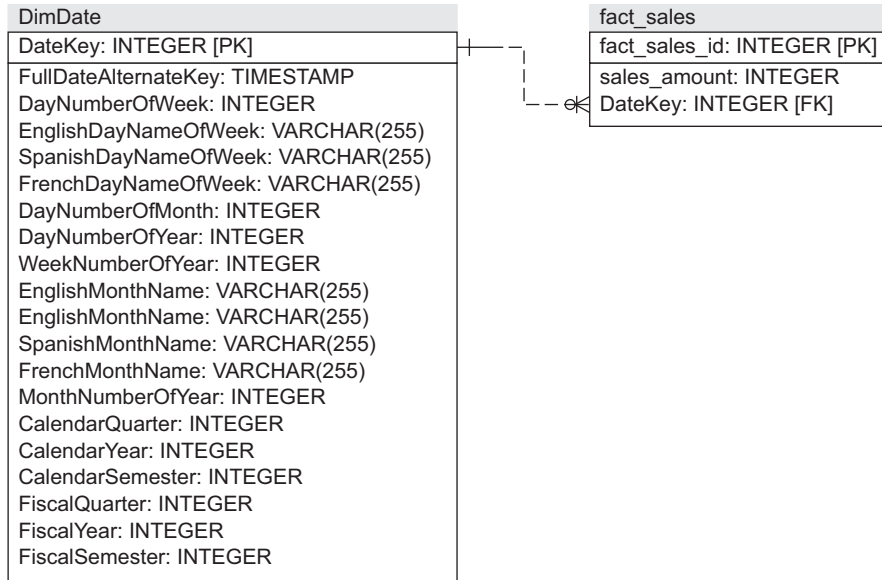 DimDate
DateKey: INTEGER [PK]
FullDateAlternateKey: TIMESTAMP
DayNumberOfWeek: INTEGER
EnglishDayNameOfWeek: VARCHAR(255)
SpanishDayNameOfWeek: VARCHAR(255)
FrenchDayNameOfWeek: VARCHAR(255)
DayNumberOfMonth: INTEGER
DayNumberOfYear: INTEGER
WeekNumberOfYear: INTEGER
EnglishMonthName: VARCHAR(255)
EnglishMonthName: VARCHAR(255)
SpanishMonthName: VARCHAR(255)
FrenchMonthName: VARCHAR(255)
MonthNumberOfYear: INTEGER
CalendarQuarter: INTEGER
CalendarYear: INTEGER
CalendarSemester: INTEGER
FiscalQuarter: INTEGER
FiscalYear: INTEGER
FiscalSemester: INTEGER
fact_sales
fact_sales_id: INTEGER [PK]
sales_amount: INTEGER
DateKey: INTEGER [FK]